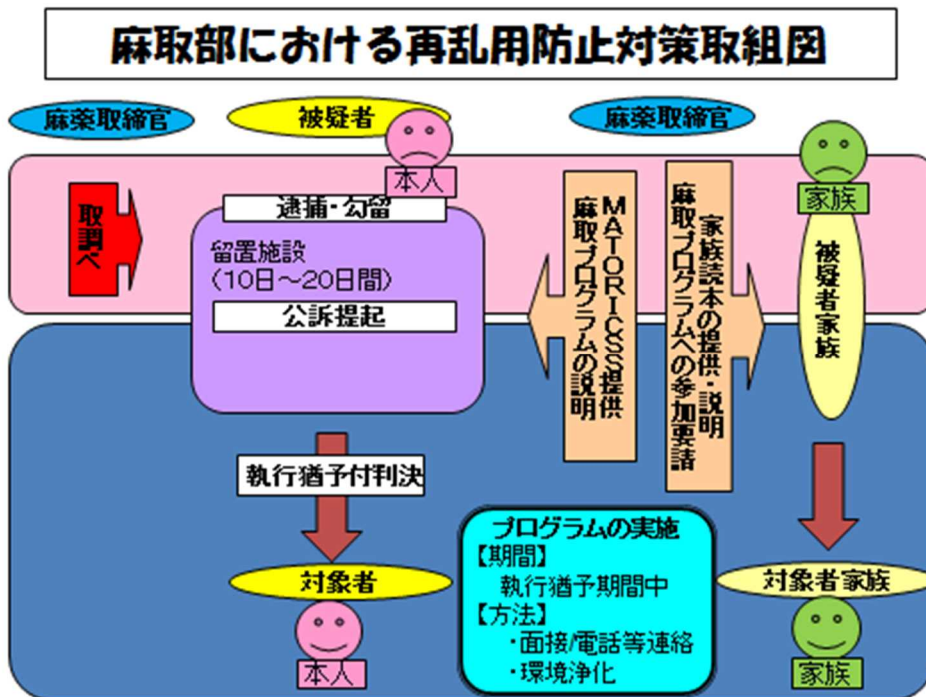 麻取部における再乱用防止対策取組図
麻薬取締官
被疑者
麻薬取締官
本人
家族
取調べ
逮捕・勾留
留置施設
(10日～20日間)
公訴提起
MATORICSS提供
麻取プログラムの説明
家族読本の提供・説明
麻取プログラムへの参加要請
被疑者家族
執行猶予付判決
プログラムの実施
【期間】
執行猶予期間中
【方法】
・面接/電話等連絡
・環境浄化
対象者
対象者家族
本人
家族